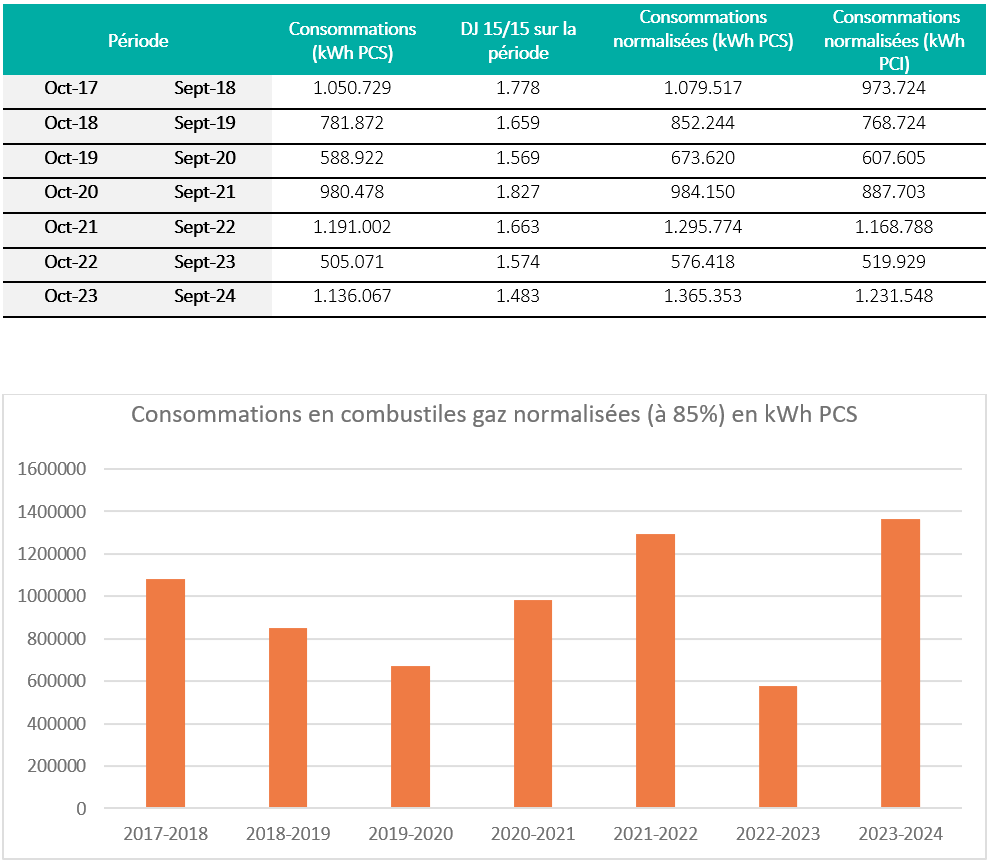 Période Consommations (kWh PCS) DJ 15/15 sur la période Consommations normalisées (kWh PCS) Consommations normalisées (kWh PCI)
Oct-17 Sept-18 1.050.729 1.778 1.079.517 973.724
Oct-18 Sept-19 781.872 1.659 852.244 768.724
Oct-19 Sept-20 588.922 1.569 673.620 607.605
Oct-20 Sept-21 980.478 1.827 984.150 887.703
Oct-21 Sept-22 1.191.002 1.663 1.295.774 1.168.788
Oct-22 Sept-23 505.071 1.574 576.418 519.929
Oct-23 Sept-24 1.136.067 1.483 1.365.353 1.231.548
Consommations en combustiles gaz normalisées (à 85%) en kWh PCS
1600000
1400000
1200000
1000000
800000
600000
400000
200000
0
2017-2018 2018-2019 2019-2020 2020-2021 2021-2022 2022-2023 2023-2024